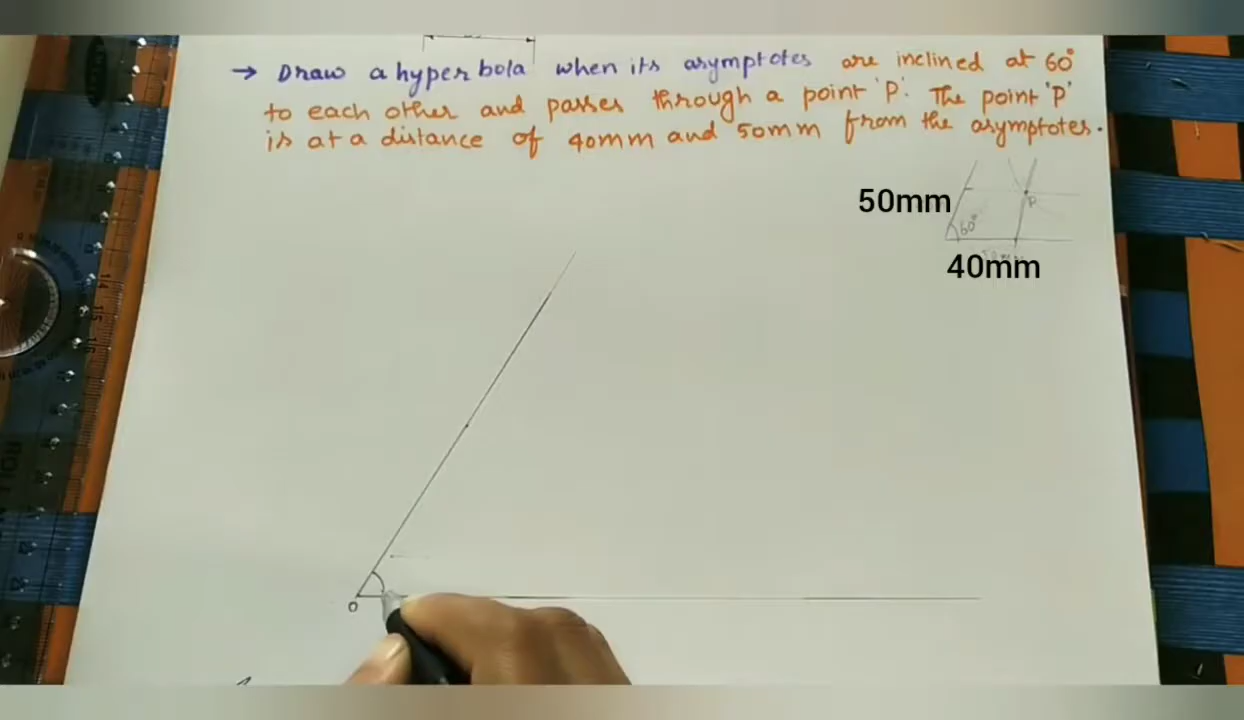 → Draw a hyperbola when its asymptotes are inclined at 60°
to each other and passes through a point 'P'. The point 'P'
is at a distance of 40mm and 50mm from the asymptotes.
50mm
P
60°
40mm
O